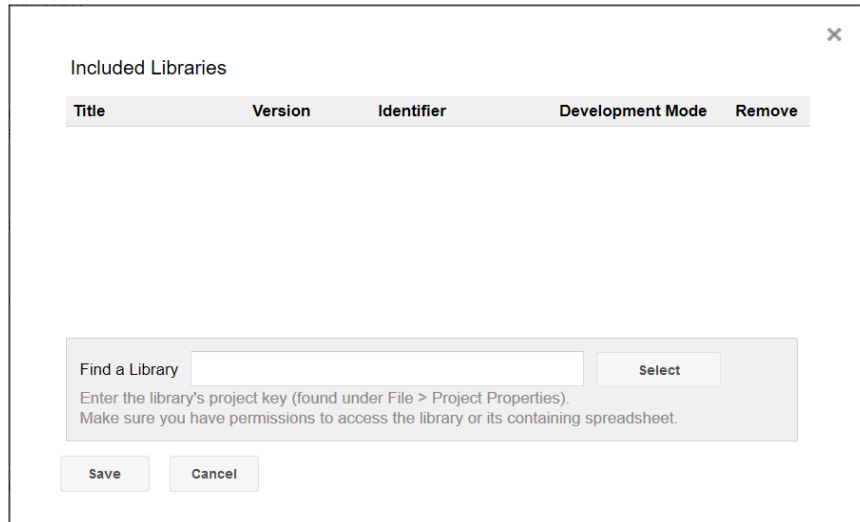 Included Libraries
Title Version Identifier Development Mode Remove
Find a Library Select
Enter the library's project key (found under File > Project Properties).
Make sure you have permissions to access the library or its containing spreadsheet.
Save Cancel